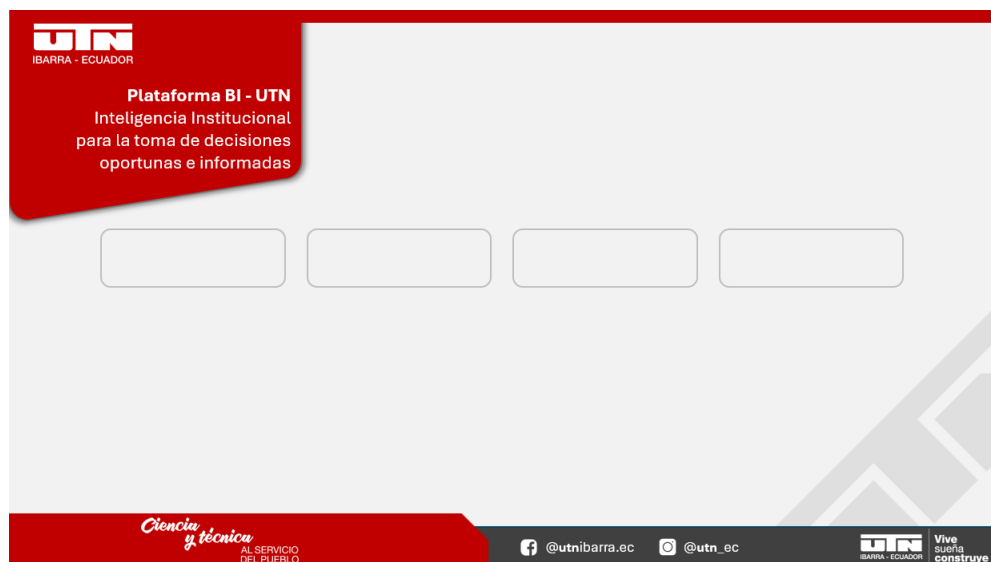 UTN
IBARRA - ECUADOR
Plataforma BI - UTN
Inteligencia Institucional
para la toma de decisiones
oportunas e informadas
Ciencia
y técnica
AL SERVICIO
DEL PUEBLO
@utnibarra.ec
@utn_ec
UTN
IBARRA - ECUADOR
Vive
sueña
construye